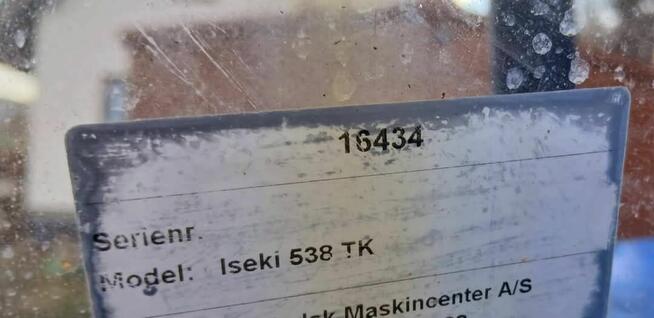 16434
Serienr.
Model: Iseki 538 TK
Maskincenter A/S